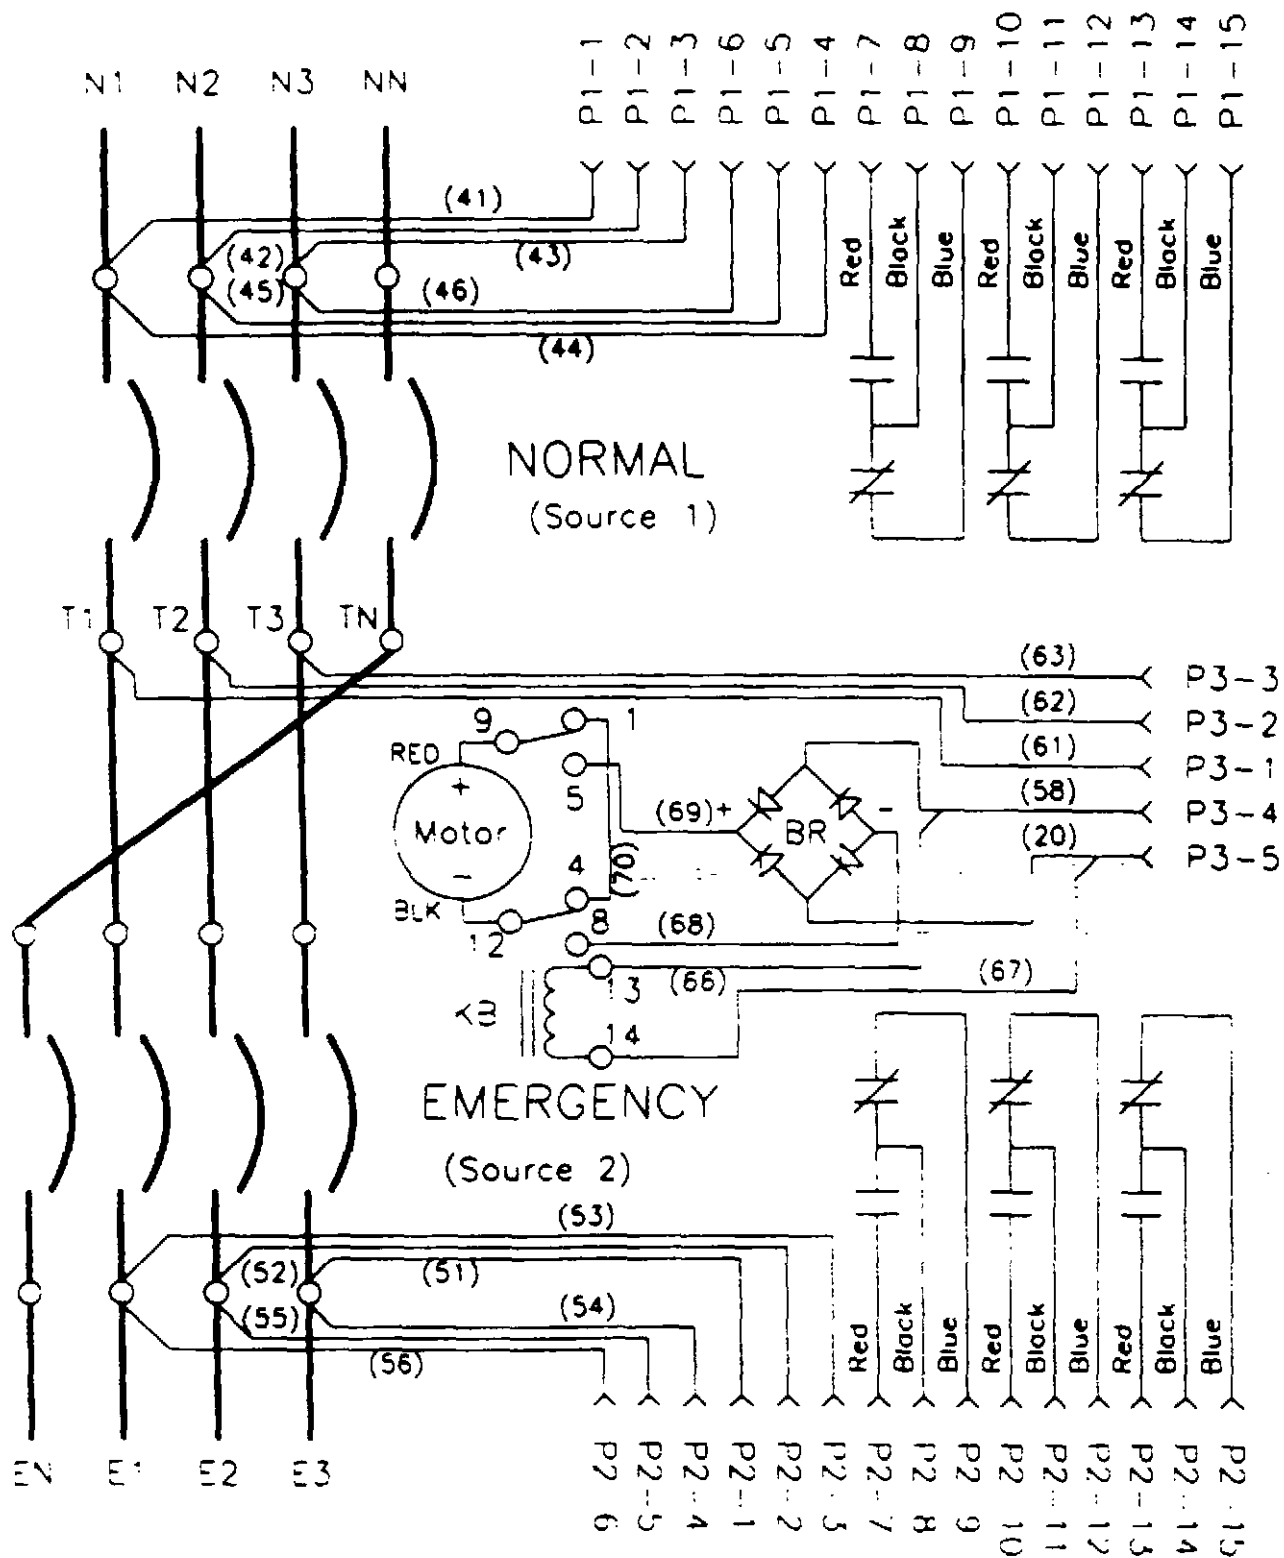 N1 N2 N3 NN
P1-1 P1-2 P1-3 P1-6 P1-5 P1-4 P1-7 P1-8 P1-9 P1-10 P1-11 P1-12 P1-13 P1-14 P1-15
(41)
(42)
(43)
(45)
(46)
(44)
Red Black Blue Red Black Blue Red Black Blue
NORMAL
(Source 1)
T1 T2 T3 TN
(63) P3-3
(62) P3-2
(61) P3-1
(58) P3-4
(20) P3-5
9 1
RED
+
5
Motor
(69)+
BR
-
4
(70)
-
BLK
12
8
(68)
13
(66)
(67)
14
EMERGENCY
(Source 2)
(53)
(52)
(51)
(55)
(54)
(56)
Red Black Blue Red Black Blue Red Black Blue
EN E1 E2 E3
P2-6 P2-5 P2-4 P2-1 P2-2 P2-3 P2-7 P2-8 P2-9 P2-10 P2-11 P2-12 P2-13 P2-14 P2-15